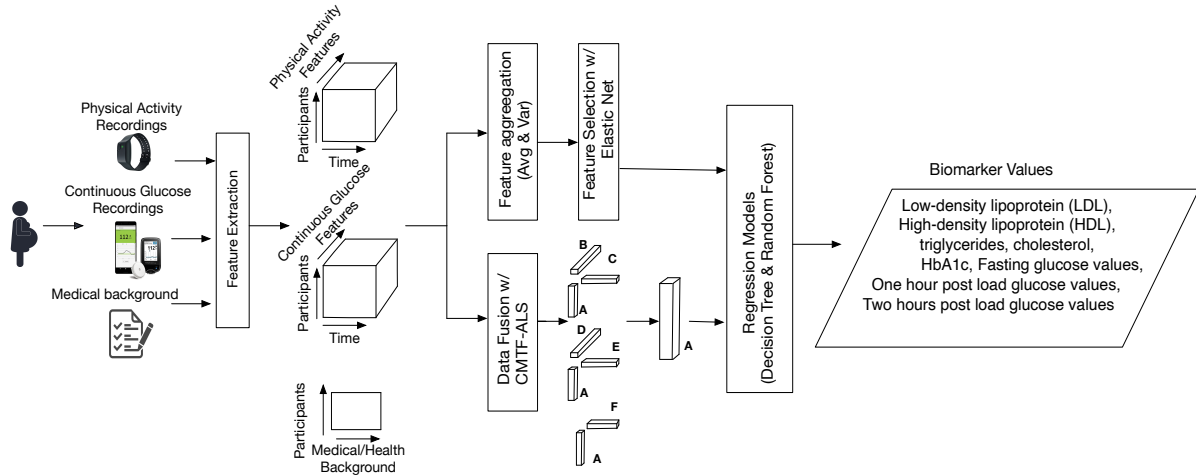 Physical Activity
Recordings
Continuous Glucose
Recordings
Medical background
Feature Extraction
Physical Activity
Features
Participants
Time
Continuous Glucose
Features
Participants
Time
Participants
Medical/Health
Background
Feature aggreegation
(Avg & Var)
Feature Selection w/
Elastic Net
Data Fusion w/
CMTF-ALS
B
C
A
D
E
A
F
A
A
Regression Models
(Decision Tree & Random Forest)
Biomarker Values
Low-density lipoprotein (LDL),
High-density lipoprotein (HDL),
triglycerides, cholesterol,
HbA1c, Fasting glucose values,
One hour post load glucose values,
Two hours post load glucose values